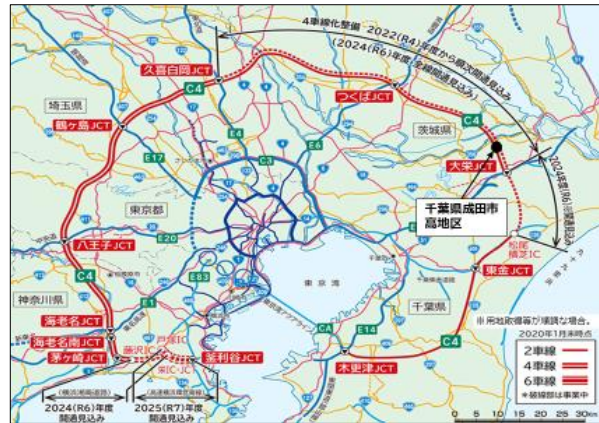 4車線化整備 2022(R4)年度から順次開通見込み
(2024(R6)年度 全線開通見込み)
久喜白岡JCT
C4
つくばJCT
埼玉県
E4
茨城県
C4
鶴ヶ島JCT
E6
大栄JCT
E17
C3
2024年度(R6)※開通見込み
東京都
千葉県成田市
高地区
八王子JCT
E20
松尾
横芝IC
東京湾
東金JCT
C4
E83
神奈川県
千葉県
C4
E1
海老名JCT
CA
E14
※用地取得等が順調な場合。
海老名南JCT
戸塚IC
2020年1月末時点
茅ヶ崎JCT
藤沢IC
釜利谷JCT
木更津JCT
2車線
栄IC・JCT
4車線
6車線
*破線部は事業中
2024(R6)年度
開通見込み
2025(R7)年度
開通見込み
0 10 20 30km